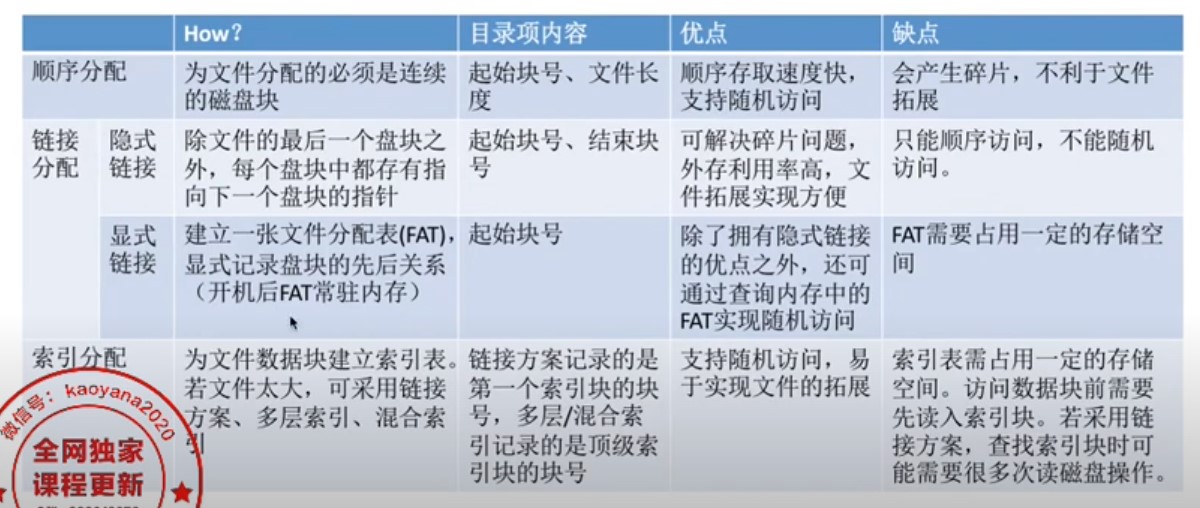 How？ 目录项内容 优点 缺点
顺序分配 为文件分配的必须是连续 起始块号、文件长 顺序存取速度快， 会产生碎片，不利于文件
的磁盘块 度 支持随机访问 拓展
链接 隐式 除文件的最后一个盘块之 起始块号、结束块 可解决碎片问题， 只能顺序访问，不能随机
分配 链接 外，每个盘块中都存有指 号 外存利用率高，文 访问。
向下一个盘块的指针 件拓展实现方便
显式 建立一张文件分配表(FAT)， 起始块号 除了拥有隐式链接 FAT需要占用一定的存储空
链接 显式记录盘块的先后关系 的优点之外，还可 间
（开机后FAT常驻内存） 通过查询内存中的
FAT实现随机访问
索引分配 为文件数据块建立索引表。 链接方案记录的是 支持随机访问，易 索引表需占用一定的存储
若文件太大，可采用链接 第一个索引块的块 于实现文件的拓展 空间。访问数据块前需要
方案、多层索引、混合索 号，多层/混合索 先读入索引块。若采用链
引 引记录的是顶级索 接方案，查找索引块时可
引块的块号 能需要很多次读磁盘操作。
微信号：kaoyana2020
全网独家
课程更新